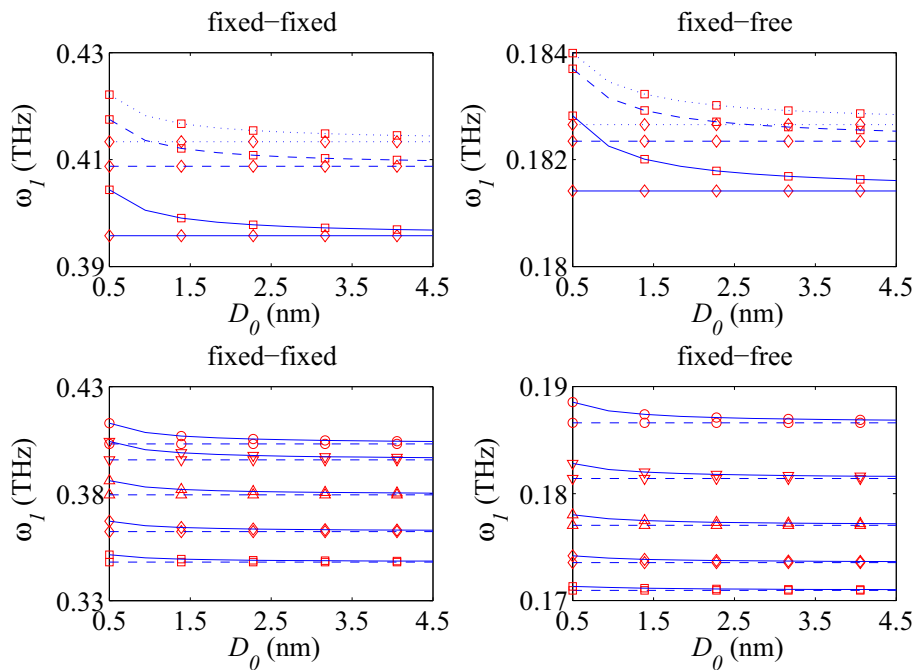 fixed−fixed
0.43
0.41
0.39
ω1 (THz)
0.5 1.5 2.5 3.5 4.5
D0 (nm)
fixed−free
0.184
0.182
0.18
ω1 (THz)
0.5 1.5 2.5 3.5 4.5
D0 (nm)
fixed−fixed
0.43
0.38
0.33
ω1 (THz)
0.5 1.5 2.5 3.5 4.5
D0 (nm)
fixed−free
0.19
0.18
0.17
ω1 (THz)
0.5 1.5 2.5 3.5 4.5
D0 (nm)